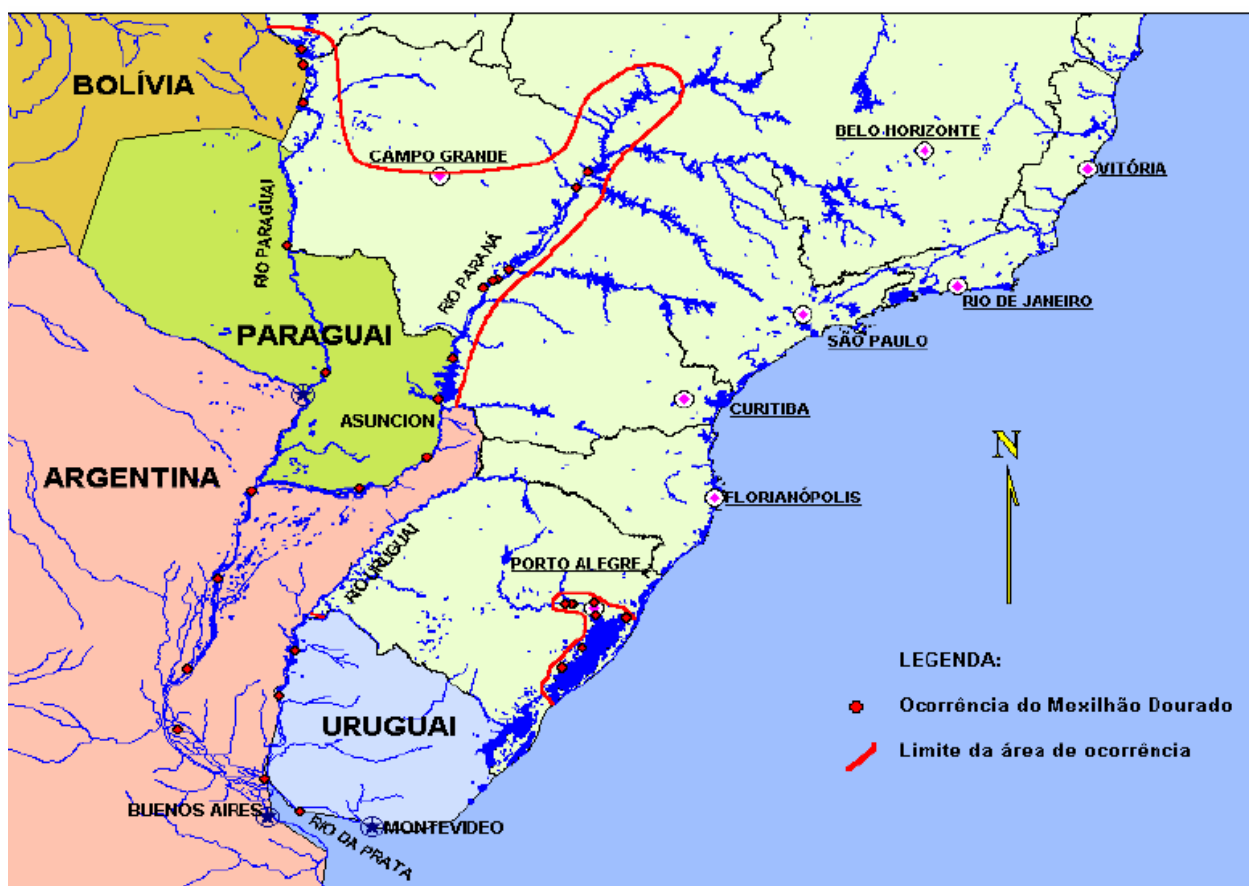 BOLÍVIA
BELO HORIZONTE
CAMPO GRANDE
VITÓRIA
RIO PARAGUAI
RIO PARANÁ
RIO DE JANEIRO
PARAGUAI
SÃO PAULO
ASUNCION
CURITIBA
N
ARGENTINA
FLORIANÓPOLIS
RIO URUGUAI
PORTO ALEGRE
LEGENDA:
Ocorrência do Mexilhão Dourado
URUGUAI
Limite da área de ocorrência
BUENOS AIRES
RIO DA PRATA
MONTEVIDEO